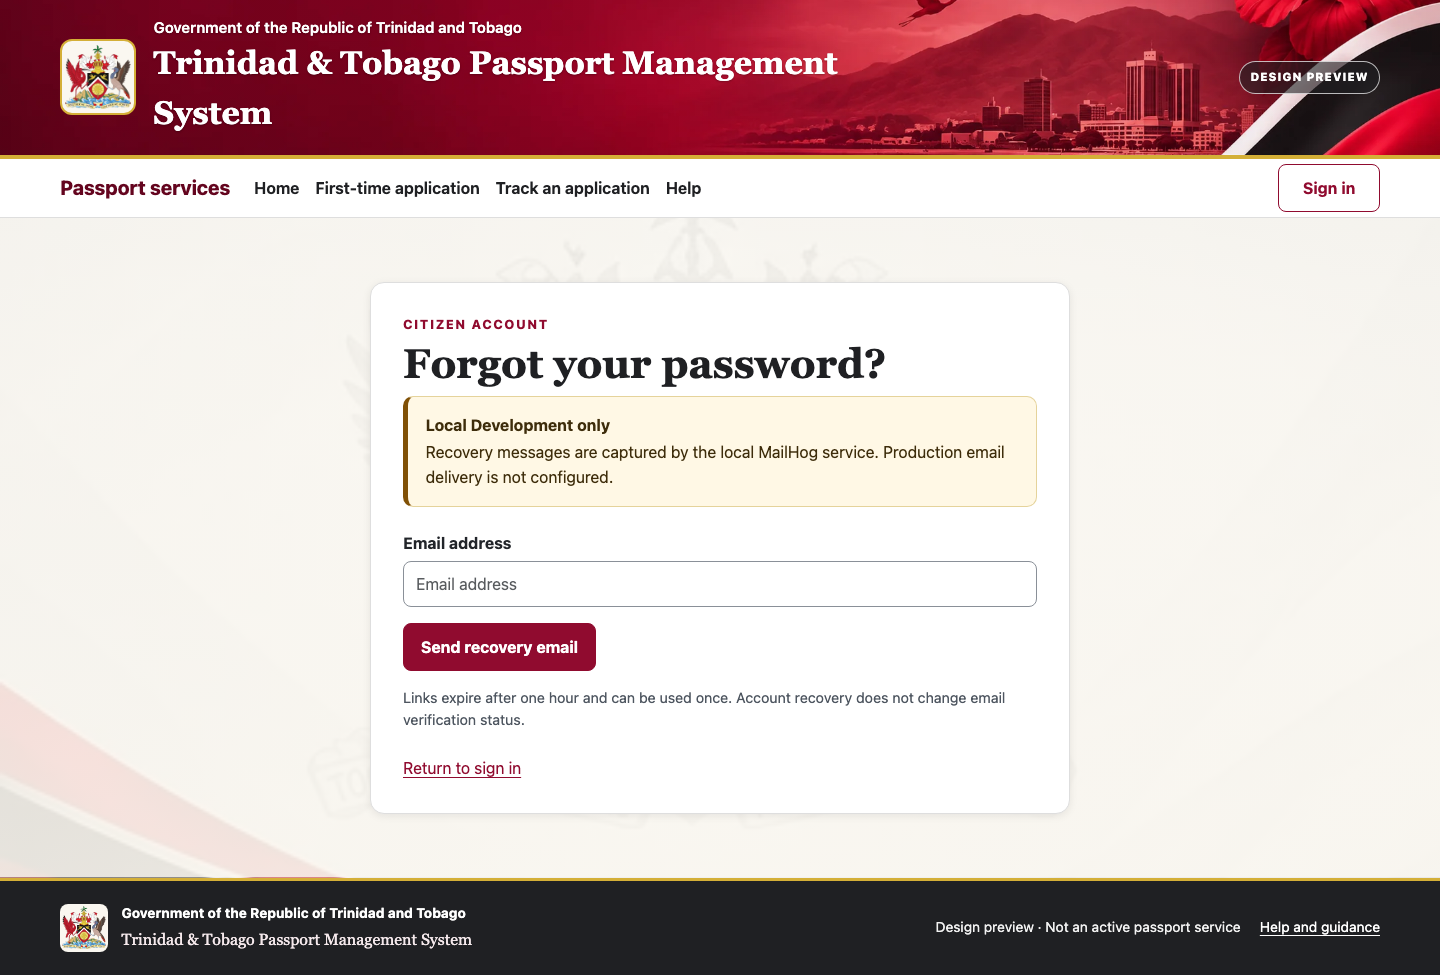 Government of the Republic of Trinidad and Tobago
Trinidad & Tobago Passport Management
System
DESIGN PREVIEW
Passport services
Home
First-time application
Track an application
Help
Sign in
CITIZEN ACCOUNT
Forgot your password?
Local Development only
Recovery messages are captured by the local MailHog service. Production email
delivery is not configured.
Email address
Email address
Send recovery email
Links expire after one hour and can be used once. Account recovery does not change email
verification status.
Return to sign in
Government of the Republic of Trinidad and Tobago
Trinidad & Tobago Passport Management System
Design preview · Not an active passport service
Help and guidance